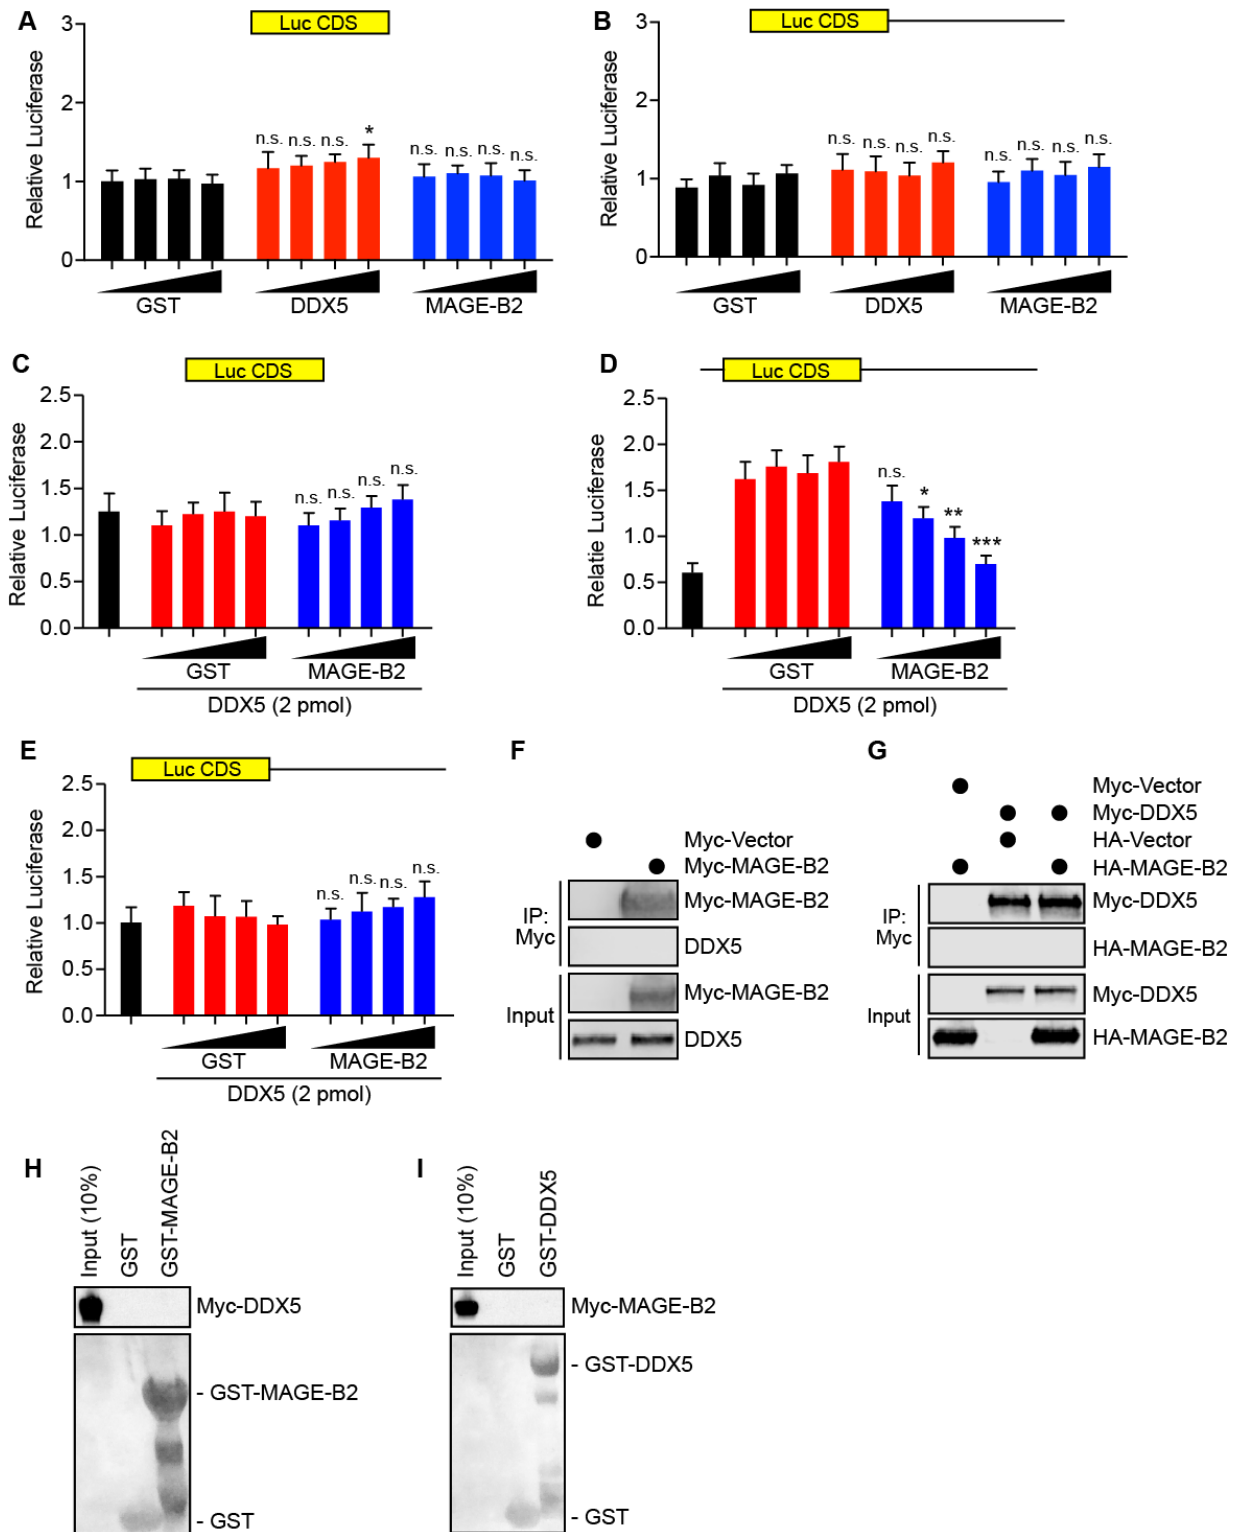 A
Luc CDS
3
2
1
0
Relative Luciferase
n.s. n.s. n.s. *
n.s. n.s. n.s. n.s.
GST DDX5 MAGE-B2
B
Luc CDS
3
2
1
0
Relative Luciferase
n.s. n.s. n.s. n.s.
n.s. n.s. n.s. n.s.
GST DDX5 MAGE-B2
C
Luc CDS
2.5
2.0
1.5
1.0
0.5
0.0
Relative Luciferase
n.s. n.s. n.s. n.s.
GST MAGE-B2
DDX5 (2 pmol)
D
Luc CDS
2.5
2.0
1.5
1.0
0.5
0.0
Relatie Luciferase
n.s. * ** ***
GST MAGE-B2
DDX5 (2 pmol)
E
Luc CDS
2.5
2.0
1.5
1.0
0.5
0.0
Relative Luciferase
n.s. n.s. n.s. n.s.
GST MAGE-B2
DDX5 (2 pmol)
F
Myc-Vector
Myc-MAGE-B2
IP:
Myc
Myc-MAGE-B2
DDX5
Input
Myc-MAGE-B2
DDX5
G
Myc-Vector
Myc-DDX5
HA-Vector
HA-MAGE-B2
IP:
Myc
Myc-DDX5
HA-MAGE-B2
Input
Myc-DDX5
HA-MAGE-B2
H
Input (10%)
GST
GST-MAGE-B2
Myc-DDX5
- GST-MAGE-B2
- GST
I
Input (10%)
GST
GST-DDX5
Myc-MAGE-B2
- GST-DDX5
- GST